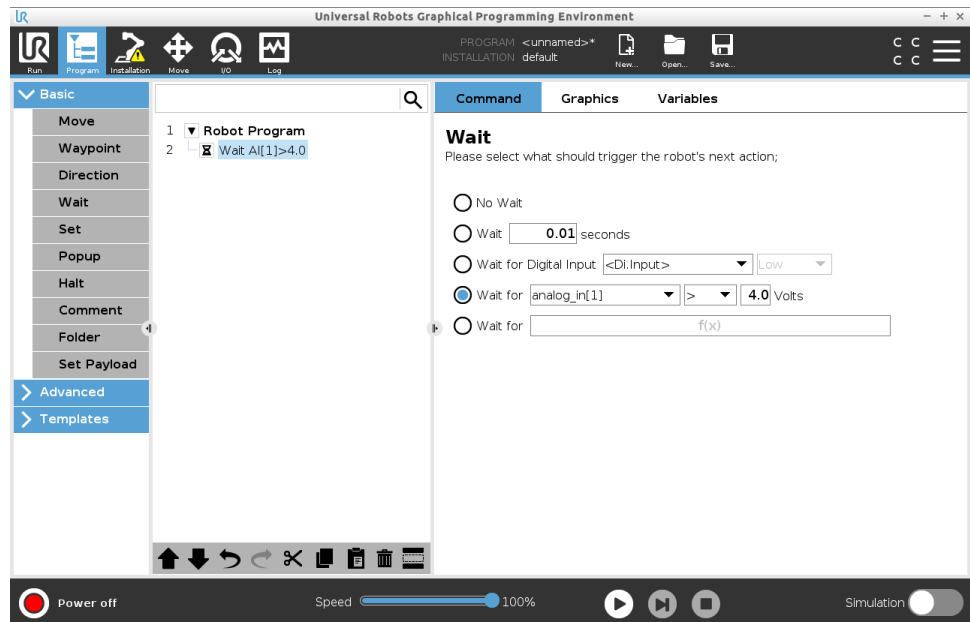 UR Universal Robots Graphical Programming Environment - + x
UR PROGRAM <unnamed>* C C
INSTALLATION default C C
Run Program Installation Move I/O Log New... Open... Save...
Basic
Move
Waypoint
Direction
Wait
Set
Popup
Halt
Comment
Folder
Set Payload
Advanced
Templates
1 Robot Program
2 Wait AI[1]>4.0
Command Graphics Variables
Wait
Please select what should trigger the robot's next action;
No Wait
Wait 0.01 seconds
Wait for Digital Input <Di.Input> Low
Wait for analog_in[1] > 4.0 Volts
Wait for f(x)
Power off Speed 100% Simulation